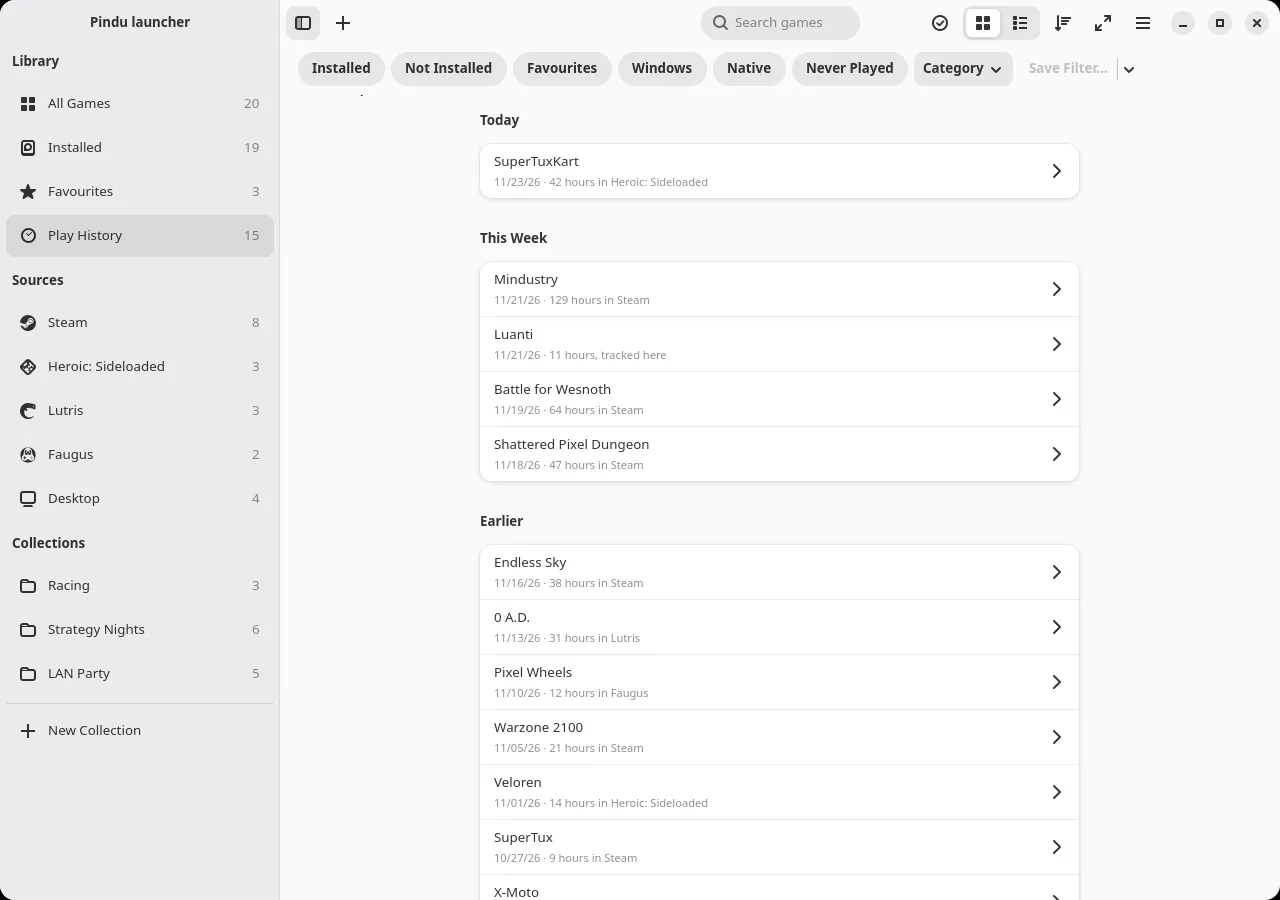 Pindu launcher
Search games
Library
All Games 20
Installed 19
Favourites 3
Play History 15
Sources
Steam 8
Heroic: Sideloaded 3
Lutris 3
Faugus 2
Desktop 4
Collections
Racing 3
Strategy Nights 6
LAN Party 5
New Collection
Installed Not Installed Favourites Windows Native Never Played Category Save Filter...
Today
SuperTuxKart
11/23/26 · 42 hours in Heroic: Sideloaded
This Week
Mindustry
11/21/26 · 129 hours in Steam
Luanti
11/21/26 · 11 hours, tracked here
Battle for Wesnoth
11/19/26 · 64 hours in Steam
Shattered Pixel Dungeon
11/18/26 · 47 hours in Steam
Earlier
Endless Sky
11/16/26 · 38 hours in Steam
0 A.D.
11/13/26 · 31 hours in Lutris
Pixel Wheels
11/10/26 · 12 hours in Faugus
Warzone 2100
11/05/26 · 21 hours in Steam
Veloren
11/01/26 · 14 hours in Heroic: Sideloaded
SuperTux
10/27/26 · 9 hours in Steam
X-Moto